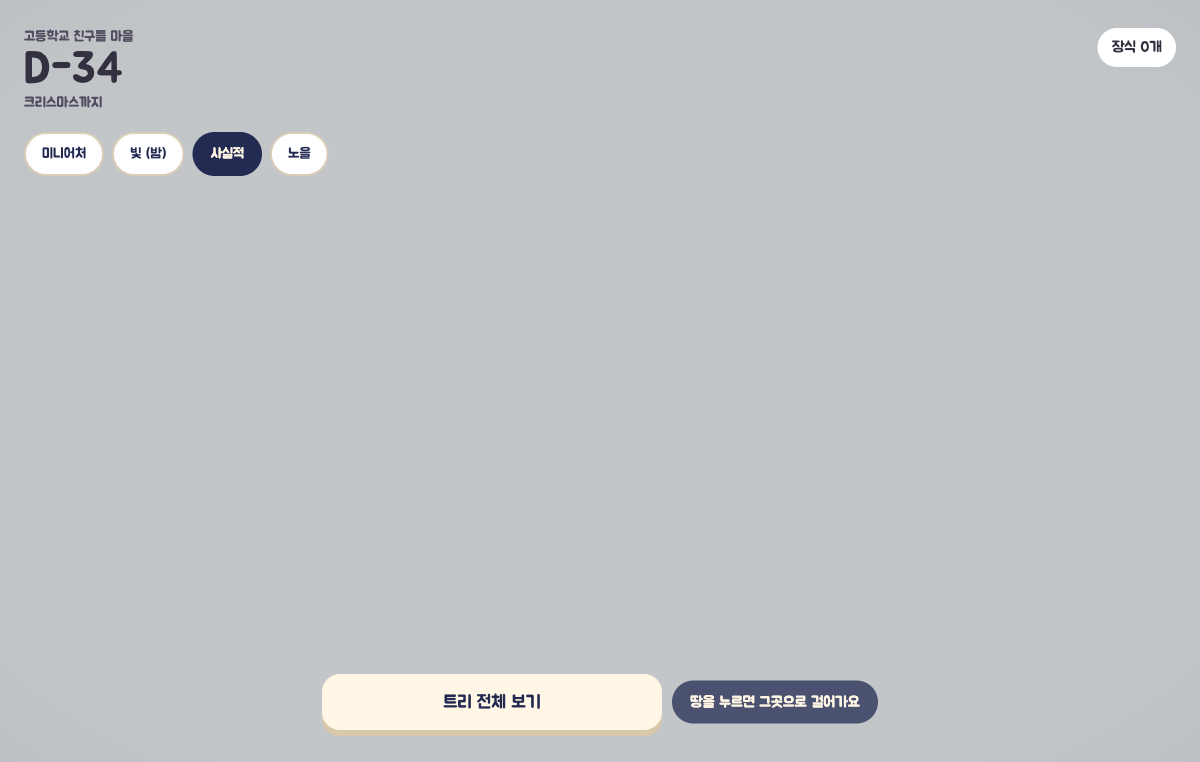 고등학교 친구들 마을
D-34
크리스마스까지
장식 0개
미니어처
빛 (밤)
사실적
노을
트리 전체 보기
땅을 누르면 그곳으로 걸어가요